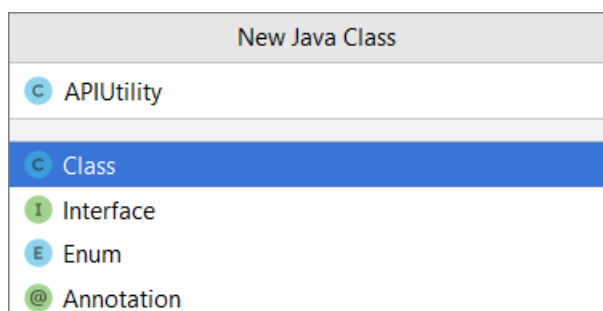 New Java Class
C APIUtility
C Class
I Interface
E Enum
@ Annotation